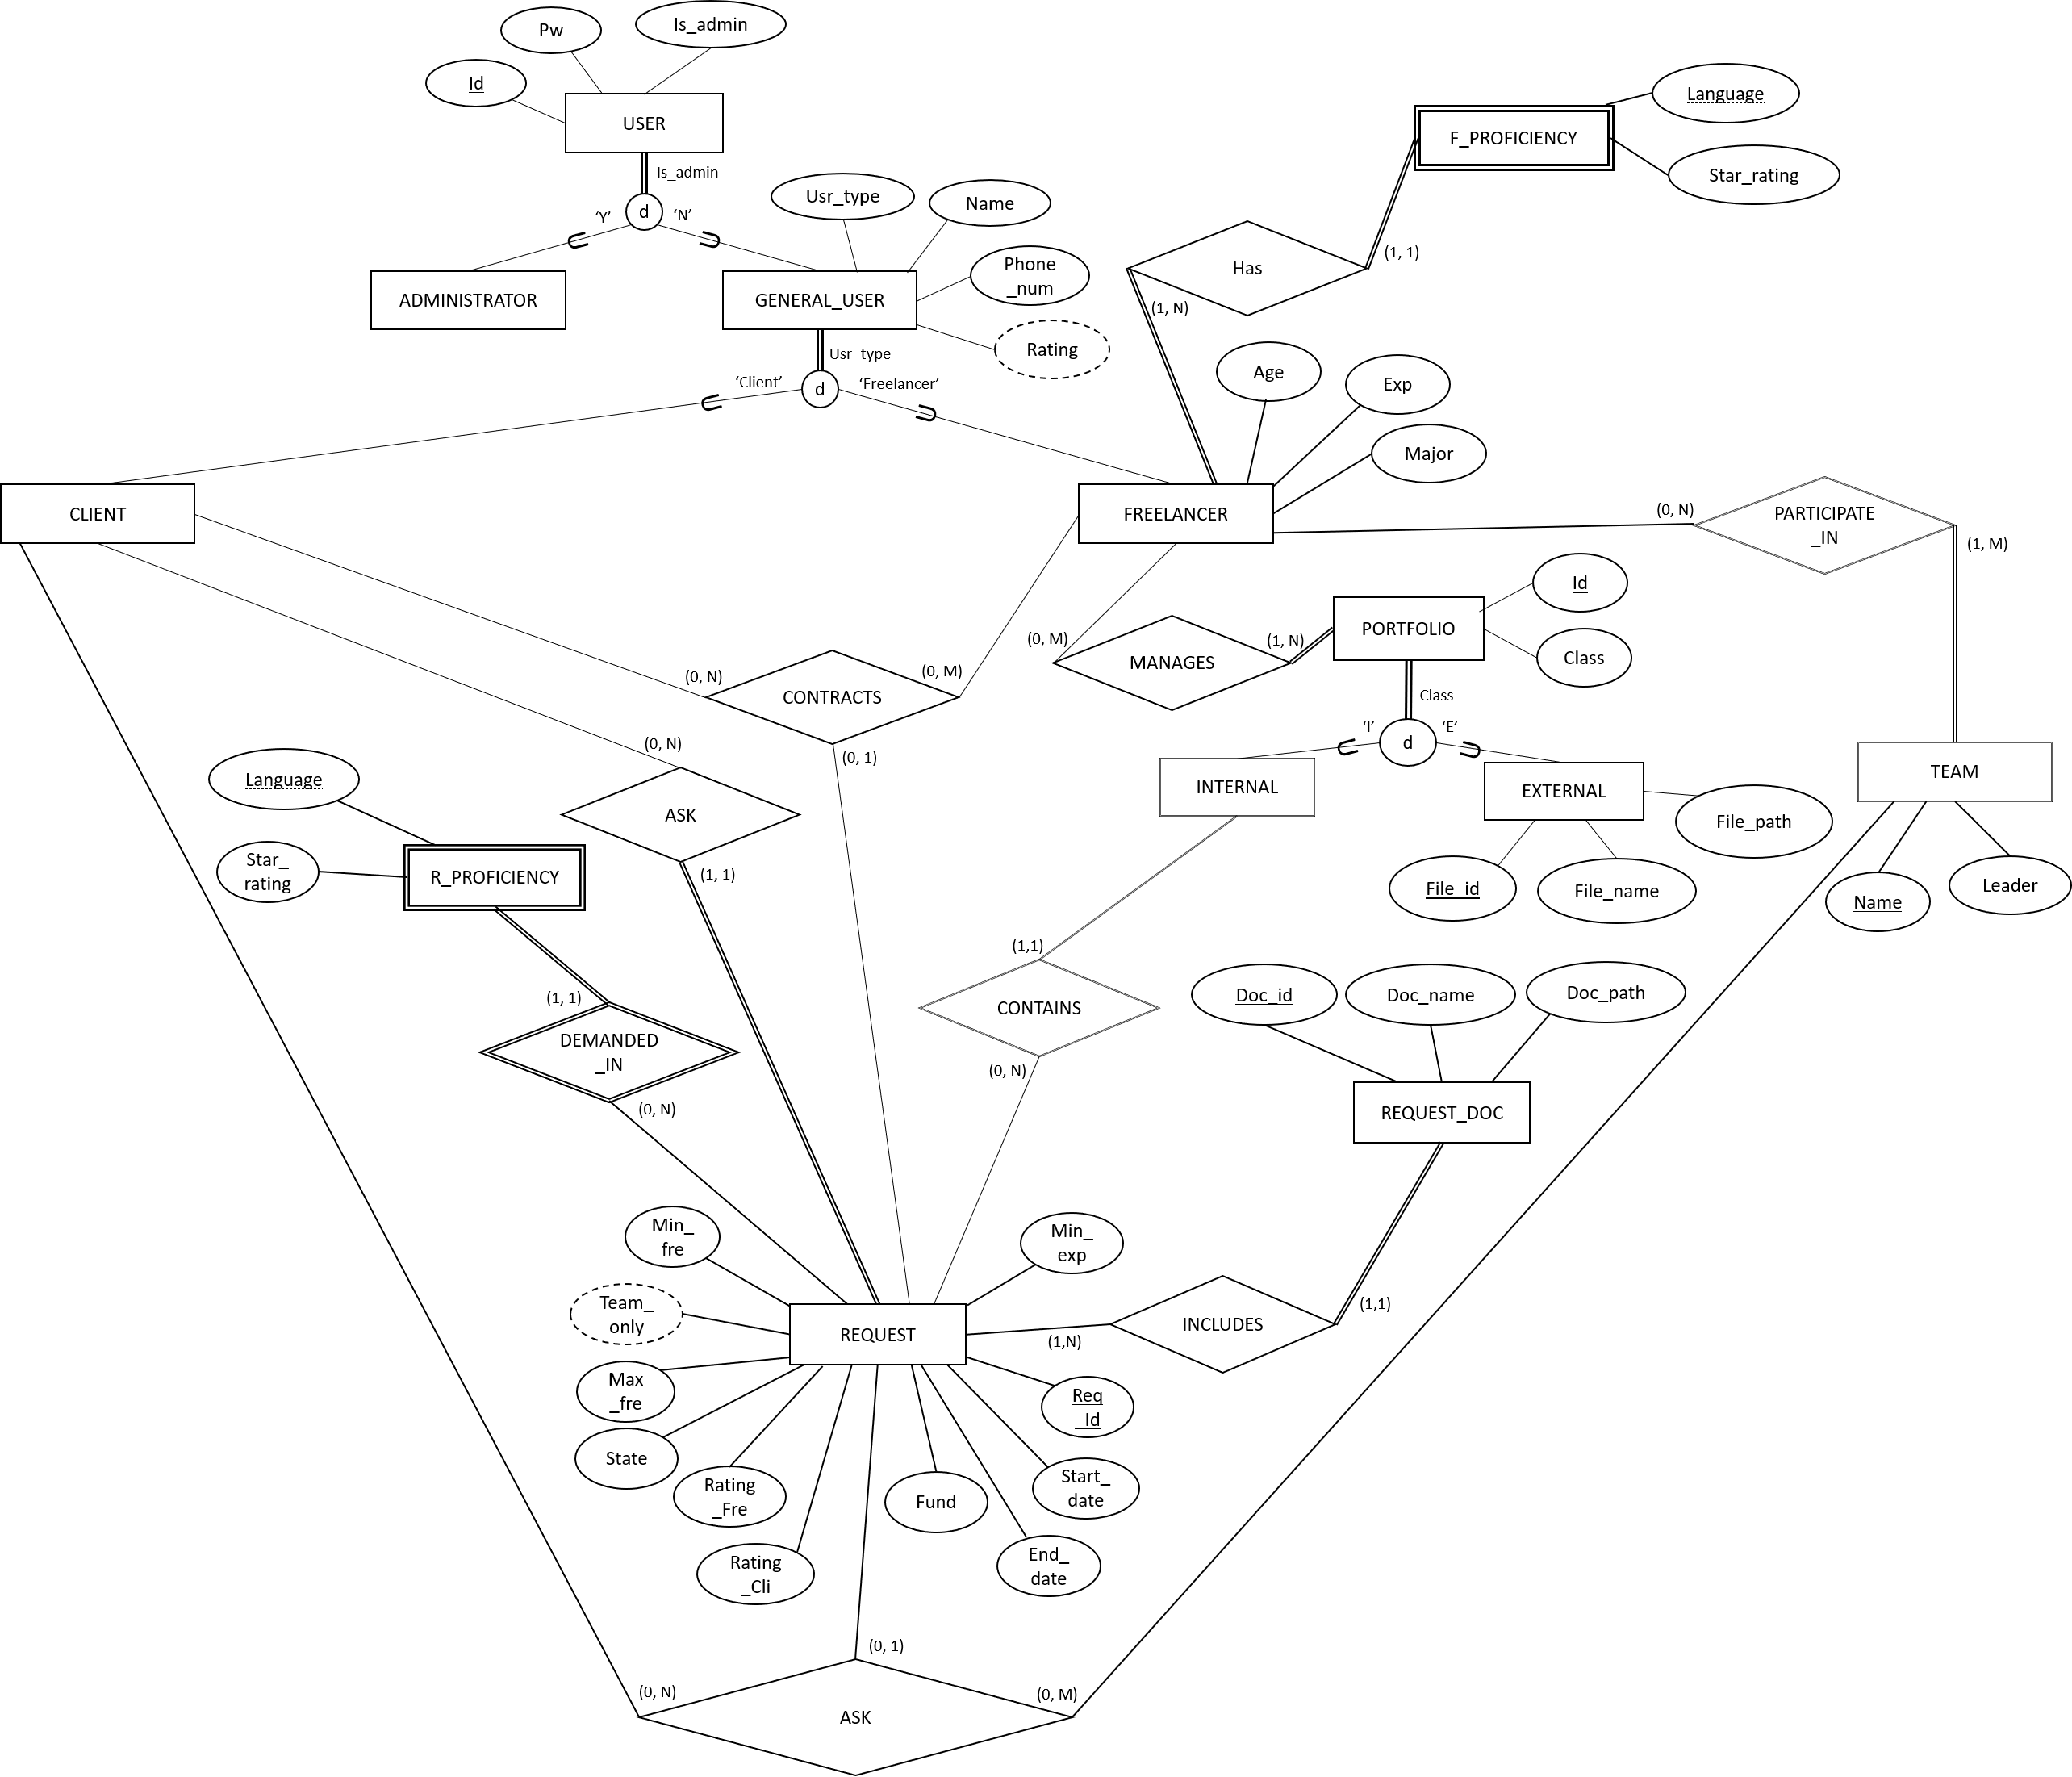 Is_admin
Pw
Id
USER
Is_admin
'Y'
d
'N'
ADMINISTRATOR
GENERAL_USER
Usr_type
Name
Phone
_num
Rating
Usr_type
'Client'
d
'Freelancer'
Language
F_PROFICIENCY
Star_rating
(1, 1)
Has
(1, N)
Age
Exp
Major
CLIENT
FREELANCER
(0, N)
PARTICIPATE
_IN
(1, M)
Id
PORTFOLIO
Class
(0, M)
MANAGES
(1, N)
Class
'I'
d
'E'
(0, N)
CONTRACTS
(0, M)
(0, 1)
(0, N)
ASK
(1, 1)
INTERNAL
EXTERNAL
File_path
File_id
File_name
TEAM
Name
Leader
Language
Star_
rating
R_PROFICIENCY
(1, 1)
DEMANDED
_IN
(0, N)
(1,1)
CONTAINS
(0, N)
Doc_id
Doc_name
Doc_path
REQUEST_DOC
Min_
fre
Min_
exp
Team_
only
REQUEST
(1,N)
INCLUDES
(1,1)
Max
_fre
Req
_Id
State
Rating
_Fre
Fund
Start_
date
Rating
_Cli
End_
date
(0, 1)
(0, N)
(0, M)
ASK